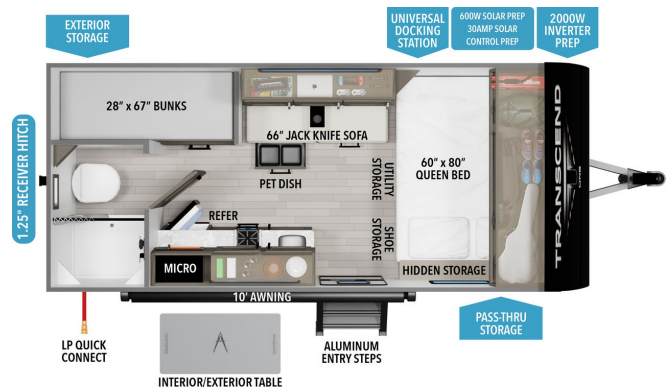 EXTERIOR
STORAGE
UNIVERSAL
DOCKING
STATION
600W SOLAR PREP
30AMP SOLAR
CONTROL PREP
2000W
INVERTER
PREP
28" x 67" BUNKS
66" JACK KNIFE SOFA
60" x 80"
QUEEN BED
1.25" RECEIVER HITCH
PET DISH
UTILITY
STORAGE
REFER
SHOE
STORAGE
MICRO
HIDDEN STORAGE
TRANSCEND
ONE
10' AWNING
LP QUICK
CONNECT
INTERIOR/EXTERIOR TABLE
ALUMINUM
ENTRY STEPS
PASS-THRU
STORAGE